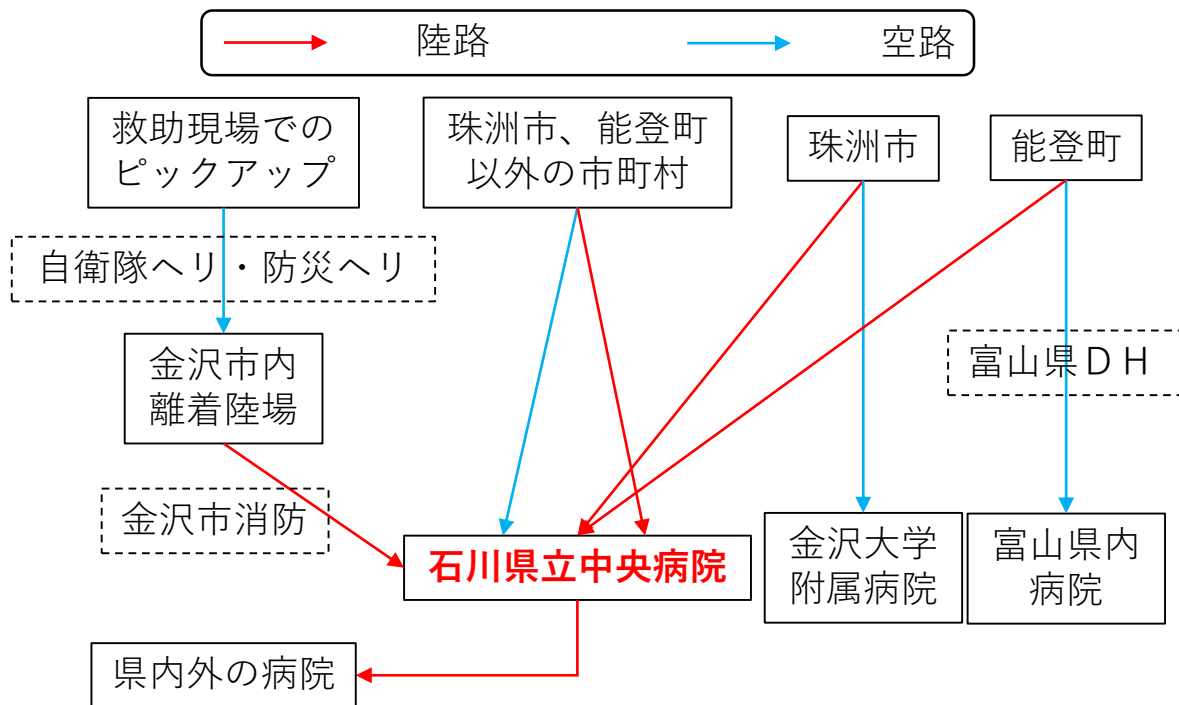 陸路
空路
救助現場での
ピックアップ
珠洲市、能登町
以外の市町村
珠洲市
能登町
自衛隊ヘリ・防災ヘリ
金沢市内
離着陸場
富山県ＤＨ
金沢市消防
石川県立中央病院
金沢大学
附属病院
富山県内
病院
県内外の病院